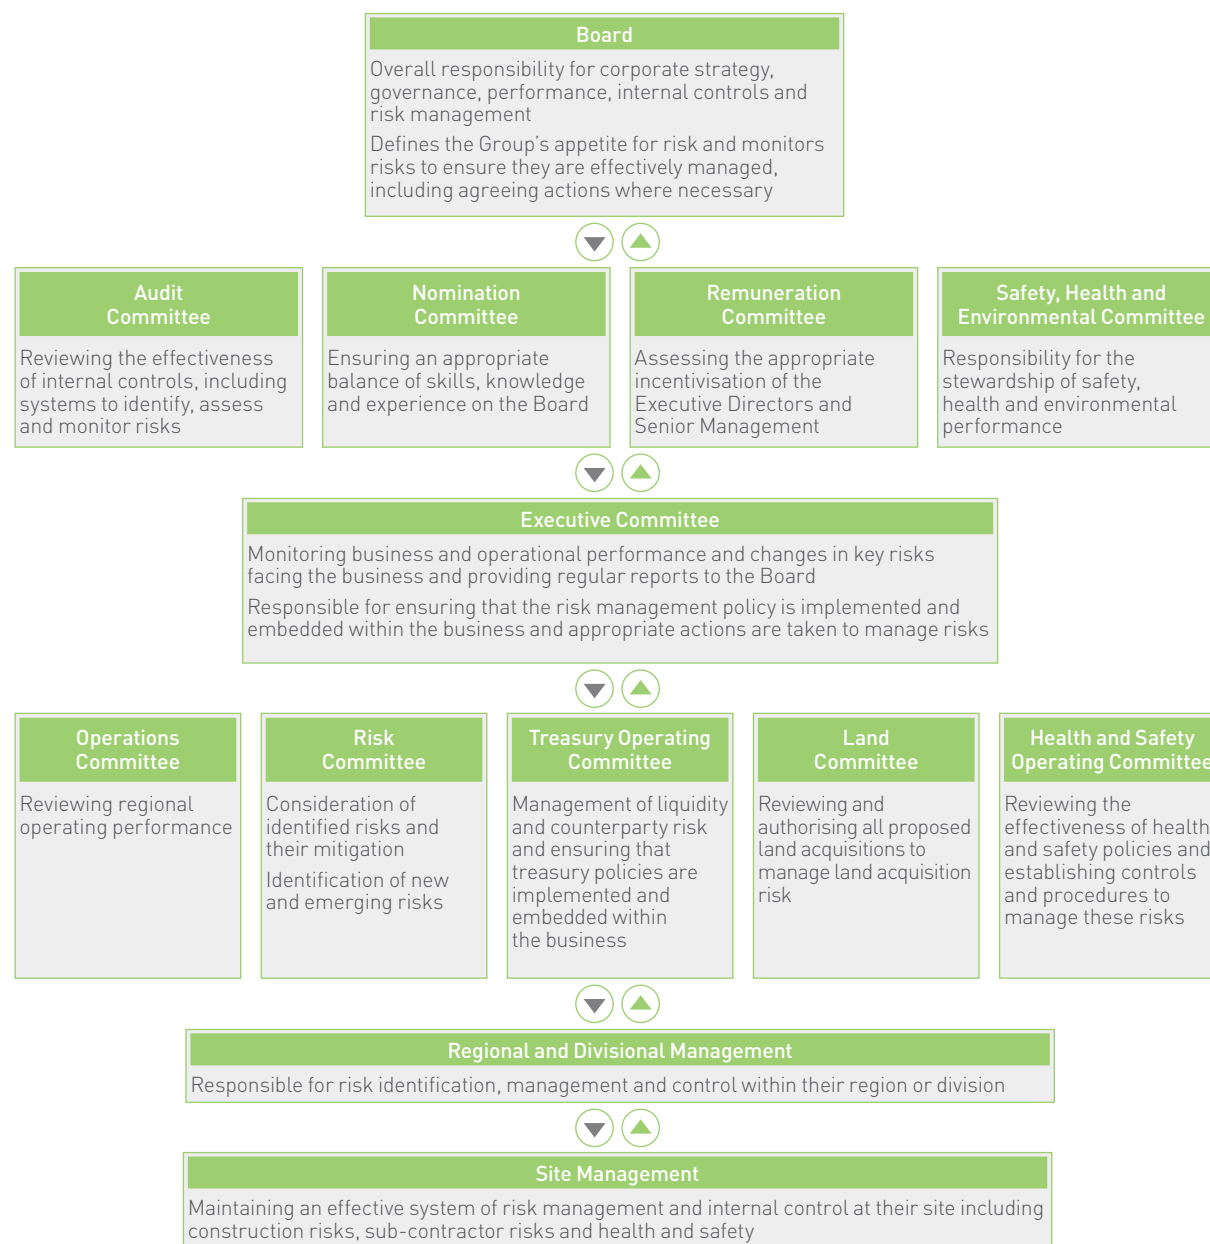 Board
Overall responsibility for corporate strategy,
governance, performance, internal controls and
risk management
Defines the Group's appetite for risk and monitors
risks to ensure they are effectively managed,
including agreeing actions where necessary
Audit
Committee
Reviewing the effectiveness
of internal controls, including
systems to identify, assess
and monitor risks
Nomination
Committee
Ensuring an appropriate
balance of skills, knowledge
and experience on the Board
Remuneration
Committee
Assessing the appropriate
incentivisation of the
Executive Directors and
Senior Management
Safety, Health and
Environmental Committee
Responsibility for the
stewardship of safety,
health and environmental
performance
Executive Committee
Monitoring business and operational performance and changes in key risks
facing the business and providing regular reports to the Board
Responsible for ensuring that the risk management policy is implemented and
embedded within the business and appropriate actions are taken to manage risks
Operations
Committee
Reviewing regional
operating performance
Risk
Committee
Consideration of
identified risks and
their mitigation
Identification of new
and emerging risks
Treasury Operating
Committee
Management of liquidity
and counterparty risk
and ensuring that
treasury policies are
implemented and
embedded within
the business
Land
Committee
Reviewing and
authorising all proposed
land acquisitions to
manage land acquisition
risk
Health and Safety
Operating Committee
Reviewing the
effectiveness of health
and safety policies and
establishing controls
and procedures to
manage these risks
Regional and Divisional Management
Responsible for risk identification, management and control within their region or division
Site Management
Maintaining an effective system of risk management and internal control at their site including
construction risks, sub-contractor risks and health and safety